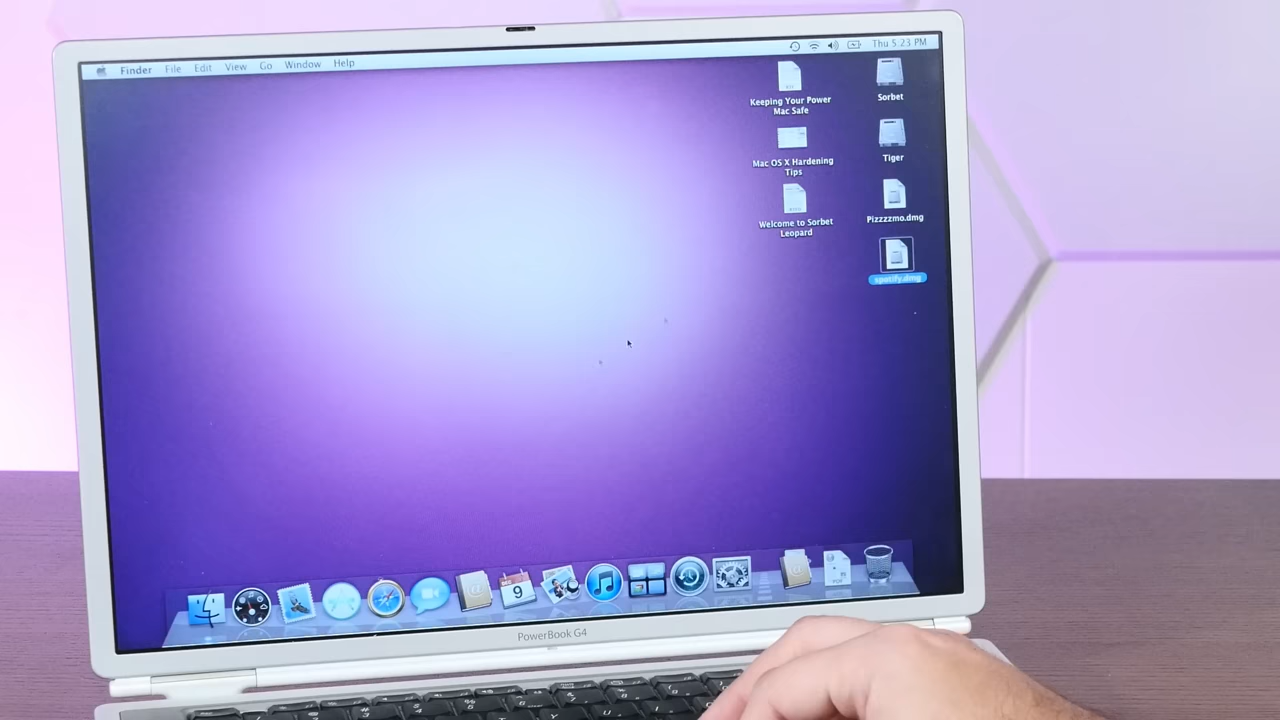 Finder File Edit View Go Window Help
Thu 5.23 PM
Keeping Your Power
Mac Safe
Sorbet
Mac OS X Hardening
Tips
Tiger
Welcome to Sorbet
Leopard
Pizzzzmo.dmg
spotify.dmg
9
PowerBook G4